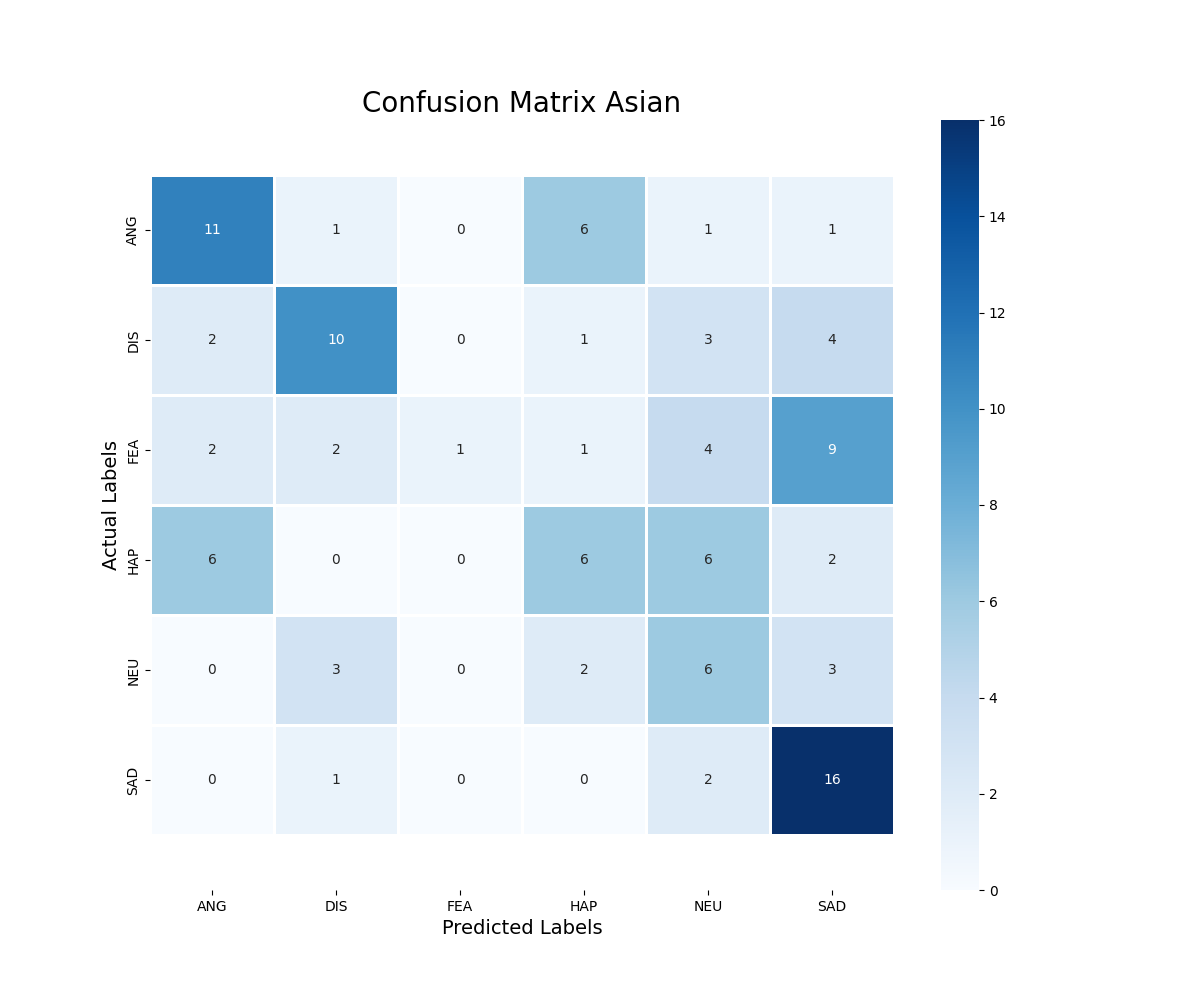 Confusion Matrix Asian
16
14
12
10
8
6
4
2
0
Actual Labels
ANG 11 1 0 6 1 1
DIS 2 10 0 1 3 4
FEA 2 2 1 1 4 9
HAP 6 0 0 6 6 2
NEU 0 3 0 2 6 3
SAD 0 1 0 0 2 16
ANG DIS FEA HAP NEU SAD
Predicted Labels